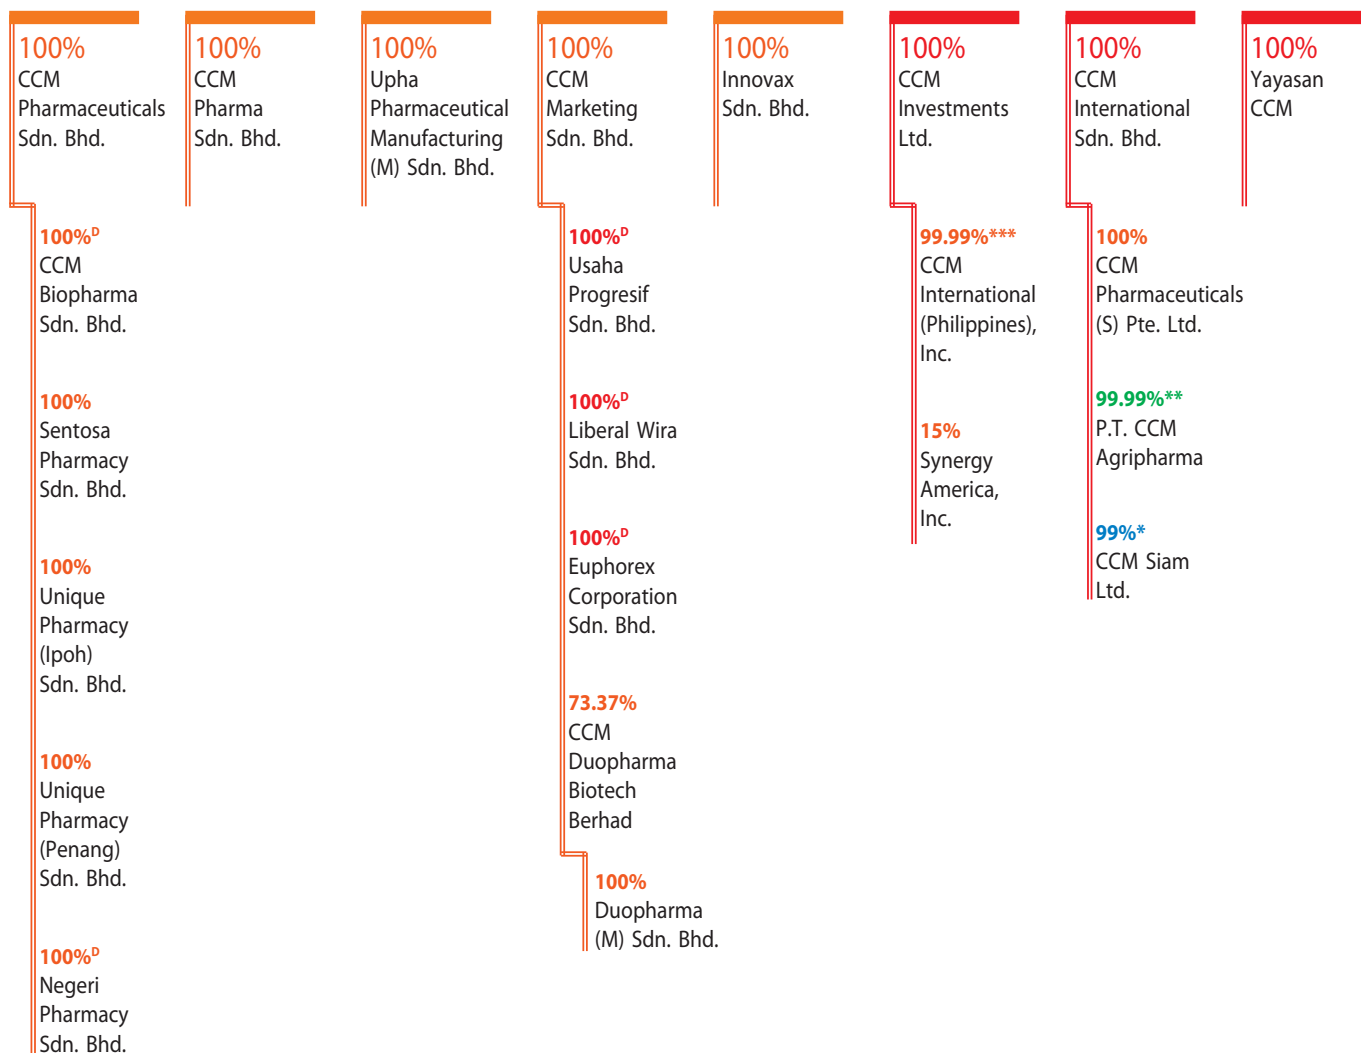 100%
CCM
Pharmaceuticals
Sdn. Bhd.
100%ᴰ
CCM
Biopharma
Sdn. Bhd.
100%
Sentosa
Pharmacy
Sdn. Bhd.
100%
Unique
Pharmacy
(Ipoh)
Sdn. Bhd.
100%
Unique
Pharmacy
(Penang)
Sdn. Bhd.
100%ᴰ
Negeri
Pharmacy
Sdn. Bhd.
100%
CCM
Pharma
Sdn. Bhd.
100%
Upha
Pharmaceutical
Manufacturing
(M) Sdn. Bhd.
100%
CCM
Marketing
Sdn. Bhd.
100%ᴰ
Usaha
Progresif
Sdn. Bhd.
100%ᴰ
Liberal Wira
Sdn. Bhd.
100%ᴰ
Euphorex
Corporation
Sdn. Bhd.
73.37%
CCM
Duopharma
Biotech
Berhad
100%
Duopharma
(M) Sdn. Bhd.
100%
Innovax
Sdn. Bhd.
100%
CCM
Investments
Ltd.
99.99%***
CCM
International
(Philippines),
Inc.
15%
Synergy
America,
Inc.
100%
CCM
International
Sdn. Bhd.
100%
CCM
Pharmaceuticals
(S) Pte. Ltd.
99.99%**
P.T. CCM
Agripharma
99%*
CCM Siam
Ltd.
100%
Yayasan
CCM